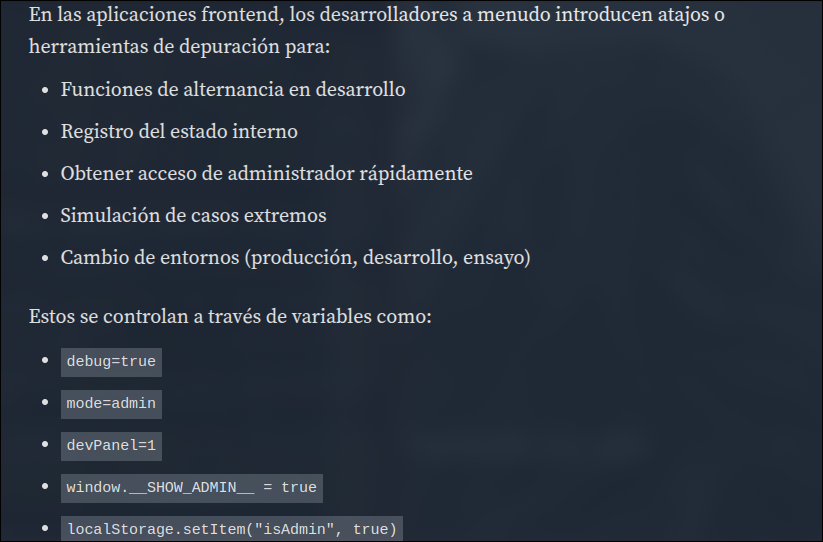 En las aplicaciones frontend, los desarrolladores a menudo introducen atajos o
herramientas de depuración para:
• Funciones de alternancia en desarrollo
• Registro del estado interno
• Obtener acceso de administrador rápidamente
• Simulación de casos extremos
• Cambio de entornos (producción, desarrollo, ensayo)
Estos se controlan a través de variables como:
• debug=true
• mode=admin
• devPanel=1
• window.__SHOW_ADMIN__ = true
• localStorage.setItem("isAdmin", true)